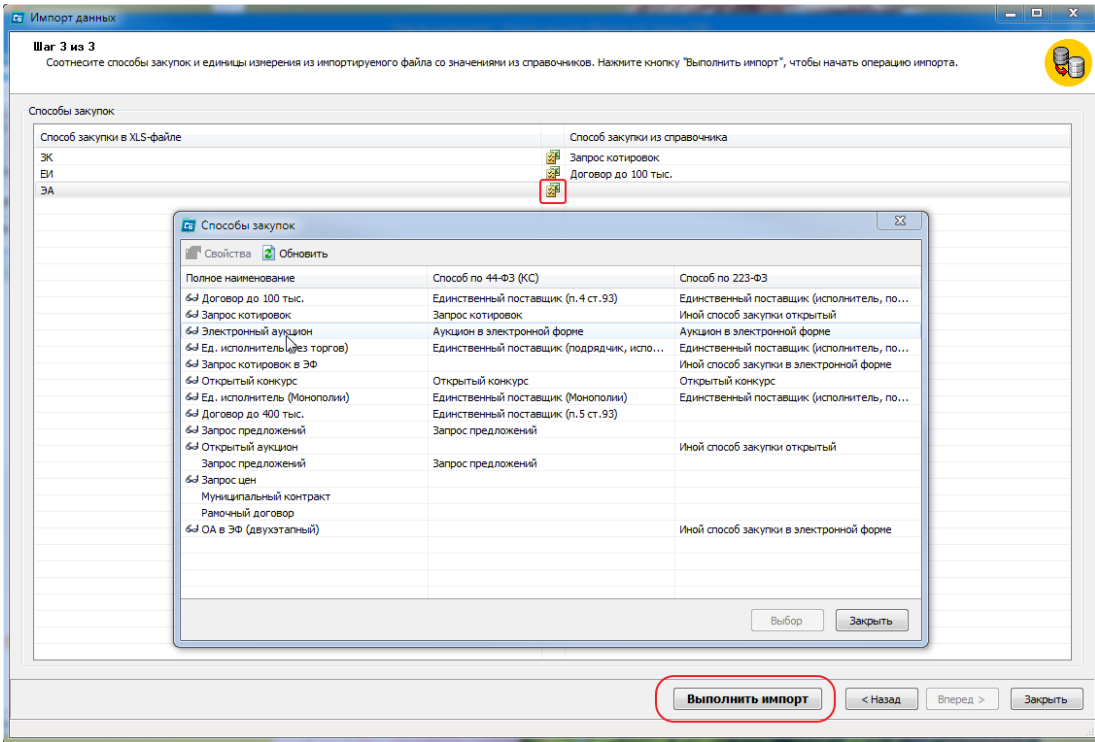 Импорт данных
Шаг 3 из 3
Соотнесите способы закупок и единицы измерения из импортируемого файла со значениями из справочников. Нажмите кнопку "Выполнить импорт", чтобы начать операцию импорта.
Способы закупок
Способ закупки в XLS-файле Способ закупки из справочника
ЗК Запрос котировок
ЕИ Договор до 100 тыс.
ЭА
Способы закупок
Свойства Обновить
Полное наименование Способ по 44-ФЗ (КС) Способ по 223-ФЗ
Договор до 100 тыс. Единственный поставщик (п.4 ст.93) Единственный поставщик (исполнитель, по...
Запрос котировок Запрос котировок Иной способ закупки открытый
Электронный аукцион Аукцион в электронной форме Аукцион в электронной форме
Ед. исполнитель без торгов) Единственный поставщик (подрядчик, испо... Единственный поставщик (исполнитель, по...
Запрос котировок в ЭФ Иной способ закупки в электронной форме
Открытый конкурс Открытый конкурс Открытый конкурс
Ед. исполнитель (Монополии) Единственный поставщик (Монополии) Единственный поставщик (исполнитель, по...
Договор до 400 тыс. Единственный поставщик (п.5 ст.93)
Запрос предложений Запрос предложений
Открытый аукцион Иной способ закупки открытый
Запрос предложений Запрос предложений
Запрос цен
Муниципальный контракт
Рамочный договор
ОА в ЭФ (двухэтапный) Иной способ закупки в электронной форме
Выбор Закрыть
Выполнить импорт < Назад Вперед > Закрыть